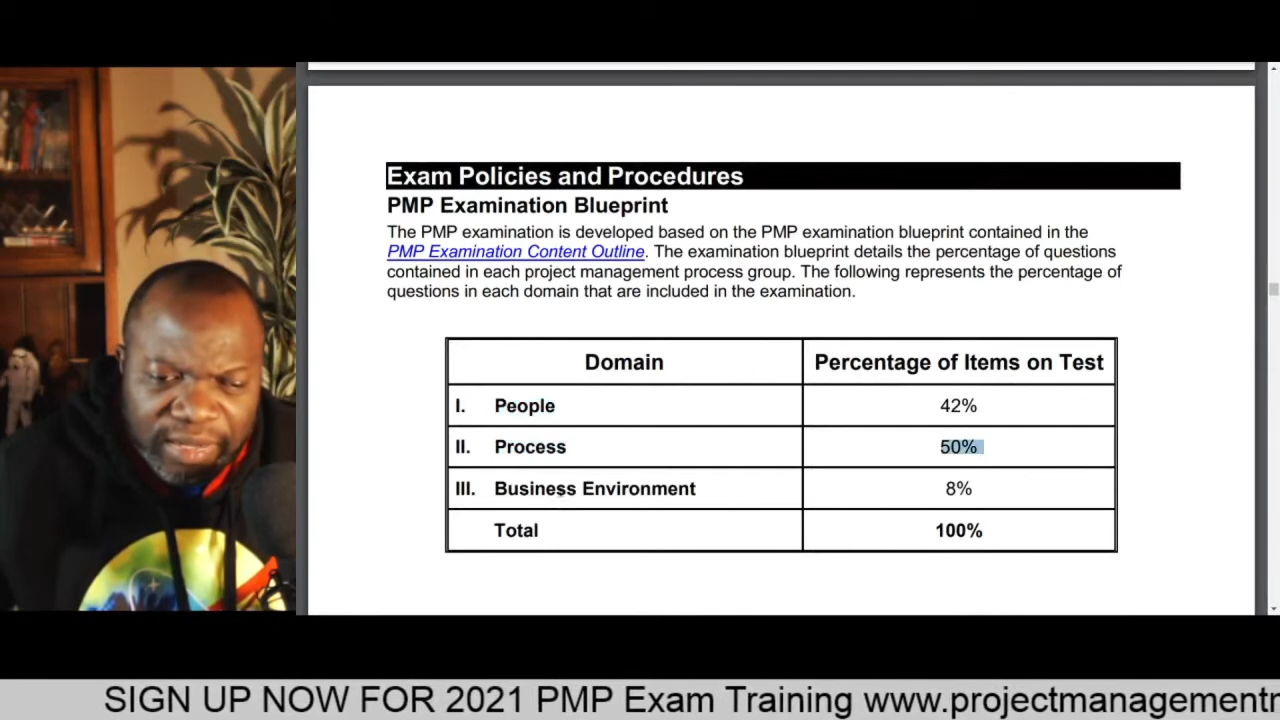 Exam Policies and Procedures
PMP Examination Blueprint
The PMP examination is developed based on the PMP examination blueprint contained in the
PMP Examination Content Outline. The examination blueprint details the percentage of questions
contained in each project management process group. The following represents the percentage of
questions in each domain that are included in the examination.
Domain Percentage of Items on Test
I. People 42%
II. Process 50%
III. Business Environment 8%
Total 100%
SIGN UP NOW FOR 2021 PMP Exam Training www.projectmanagement